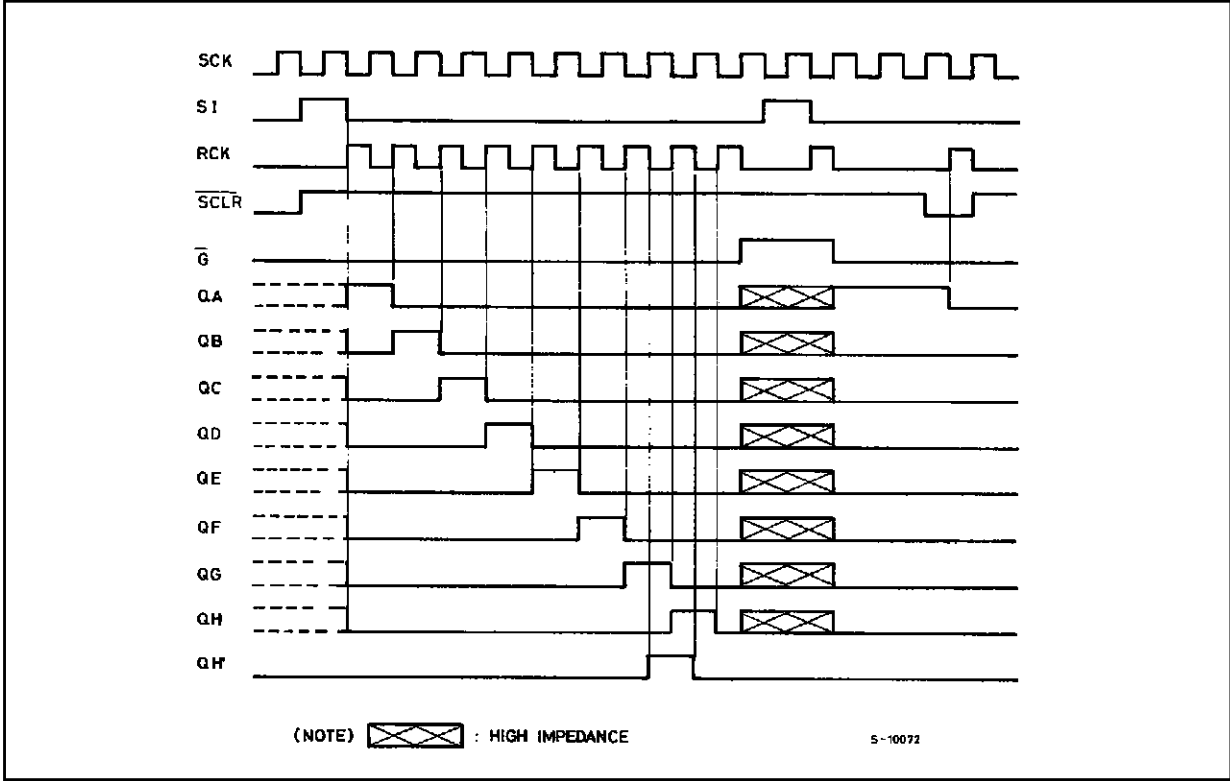 SCK
SI
RCK
SCLR
G
QA
QB
QC
QD
QE
QF
QG
QH
QH'
(NOTE) : HIGH IMPEDANCE
S-10072